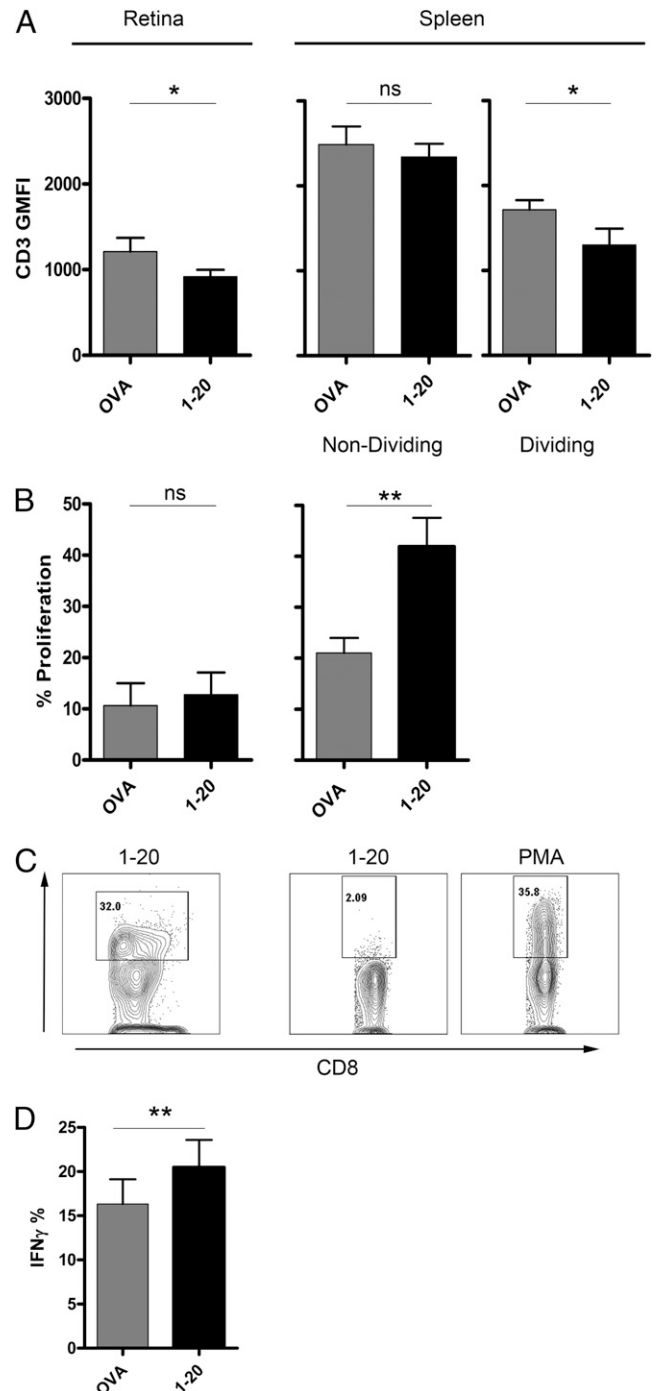 A
Retina Spleen
* ns *
3000
2000
1000
0
CD3 GMFI
OVA 1-20 OVA 1-20 OVA 1-20
Non-Dividing Dividing
B
ns **
50
40
30
20
10
0
% Proliferation
OVA 1-20 OVA 1-20
C
1-20 1-20 PMA
32.0 2.09 35.8
CD8
D
**
25
20
15
10
5
0
IFNγ %
OVA 1-20